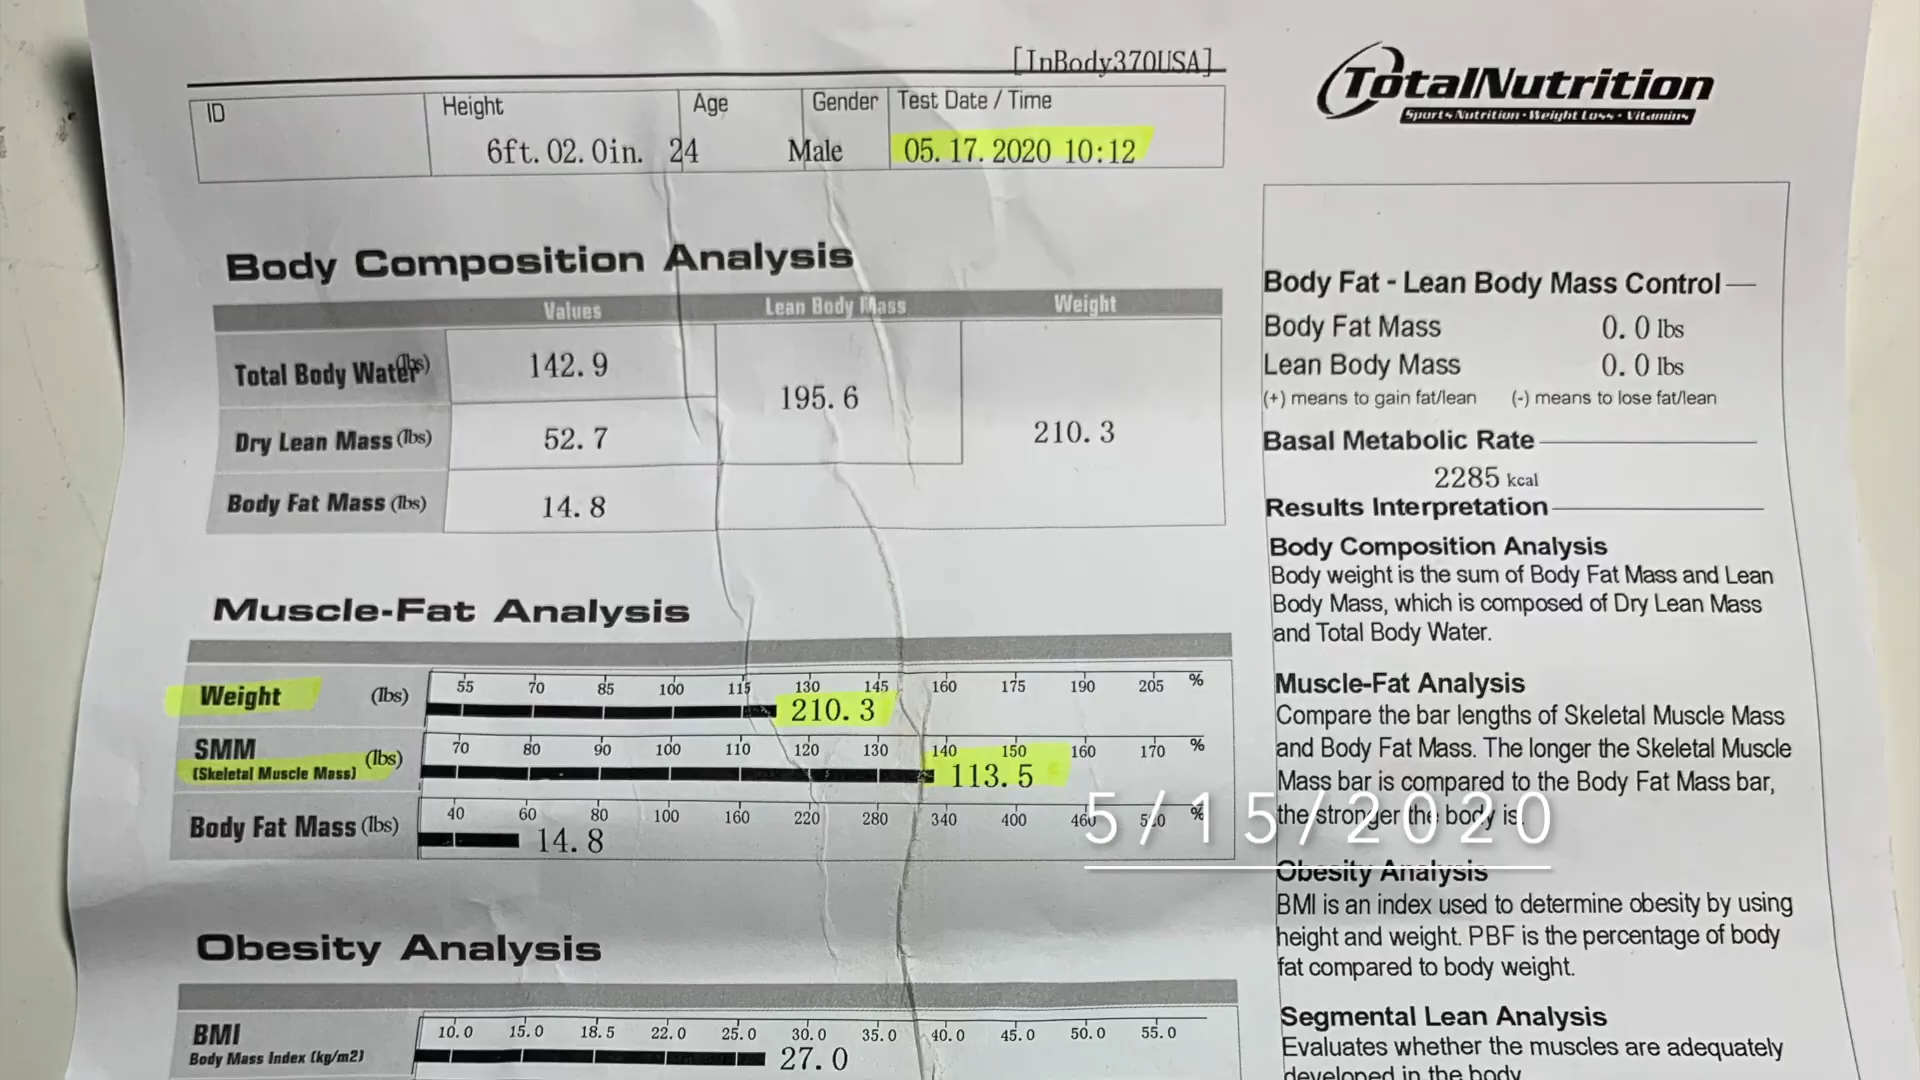 [InBody370USA]
ID Height Age Gender Test Date / Time
6ft. 02. 0in. 24 Male 05. 17. 2020 10:12
Body Composition Analysis
Values Lean Body Mass Weight
Total Body Water (lbs) 142. 9
195. 6
Dry Lean Mass (lbs) 52. 7
210. 3
Body Fat Mass (lbs) 14. 8
Muscle-Fat Analysis
55 70 85 100 115 130 145 160 175 190 205 %
Weight (lbs) 210. 3
70 80 90 100 110 120 130 140 150 160 170 %
SMM (lbs) 113. 5
(Skeletal Muscle Mass)
40 60 80 100 160 220 280 340 400 460 520 %
Body Fat Mass (lbs) 14. 8
Obesity Analysis
10. 0 15. 0 18. 5 22. 0 25. 0 30. 0 35. 0 40. 0 45. 0 50. 0 55. 0
BMI
Body Mass Index (kg/m2) 27. 0
TotalNutrition
Sports Nutrition • Weight Loss • Vitamins
Body Fat - Lean Body Mass Control
Body Fat Mass 0. 0 lbs
Lean Body Mass 0. 0 lbs
(+) means to gain fat/lean (-) means to lose fat/lean
Basal Metabolic Rate
2285 kcal
Results Interpretation
Body Composition Analysis
Body weight is the sum of Body Fat Mass and Lean
Body Mass, which is composed of Dry Lean Mass
and Total Body Water.
Muscle-Fat Analysis
Compare the bar lengths of Skeletal Muscle Mass
and Body Fat Mass. The longer the Skeletal Muscle
Mass bar is compared to the Body Fat Mass bar,
the stronger the body is.
5/15/2020
Obesity Analysis
BMI is an index used to determine obesity by using
height and weight. PBF is the percentage of body
fat compared to body weight.
Segmental Lean Analysis
Evaluates whether the muscles are adequately
developed in the body.